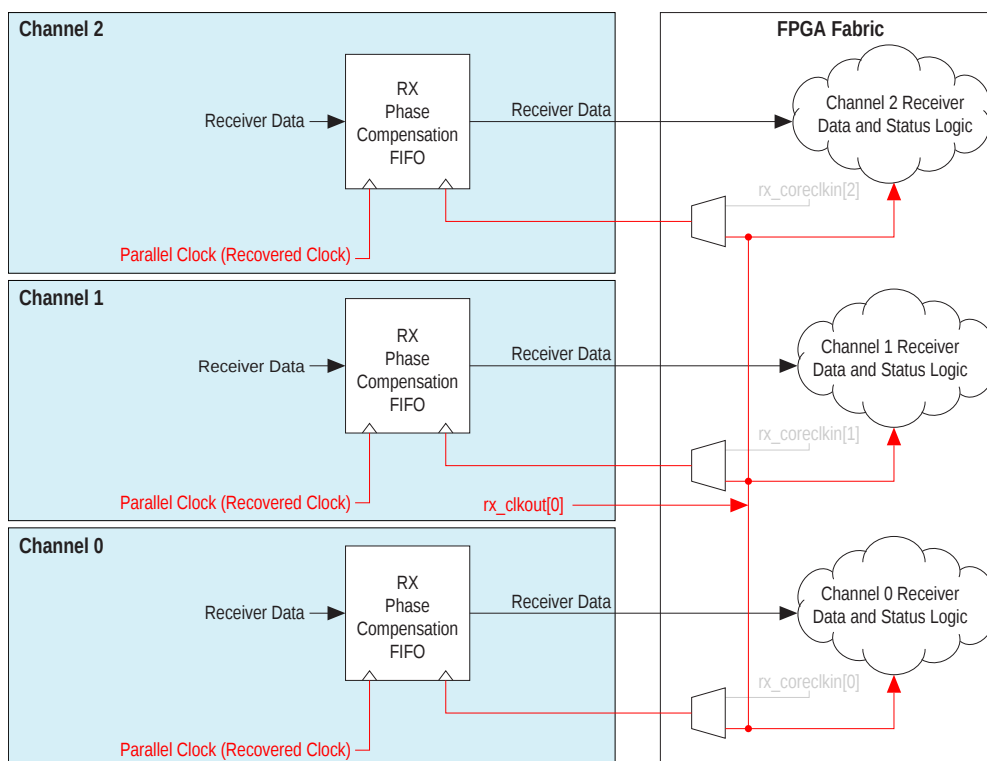 Channel 2
FPGA Fabric
RX
Phase
Compensation
FIFO
Receiver Data
Receiver Data
Channel 2 Receiver
Data and Status Logic
rx_coreclkin[2]
Parallel Clock (Recovered Clock)
Channel 1
RX
Phase
Compensation
FIFO
Receiver Data
Receiver Data
Channel 1 Receiver
Data and Status Logic
rx_coreclkin[1]
Parallel Clock (Recovered Clock)
rx_clkout[0]
Channel 0
RX
Phase
Compensation
FIFO
Receiver Data
Receiver Data
Channel 0 Receiver
Data and Status Logic
rx_coreclkin[0]
Parallel Clock (Recovered Clock)